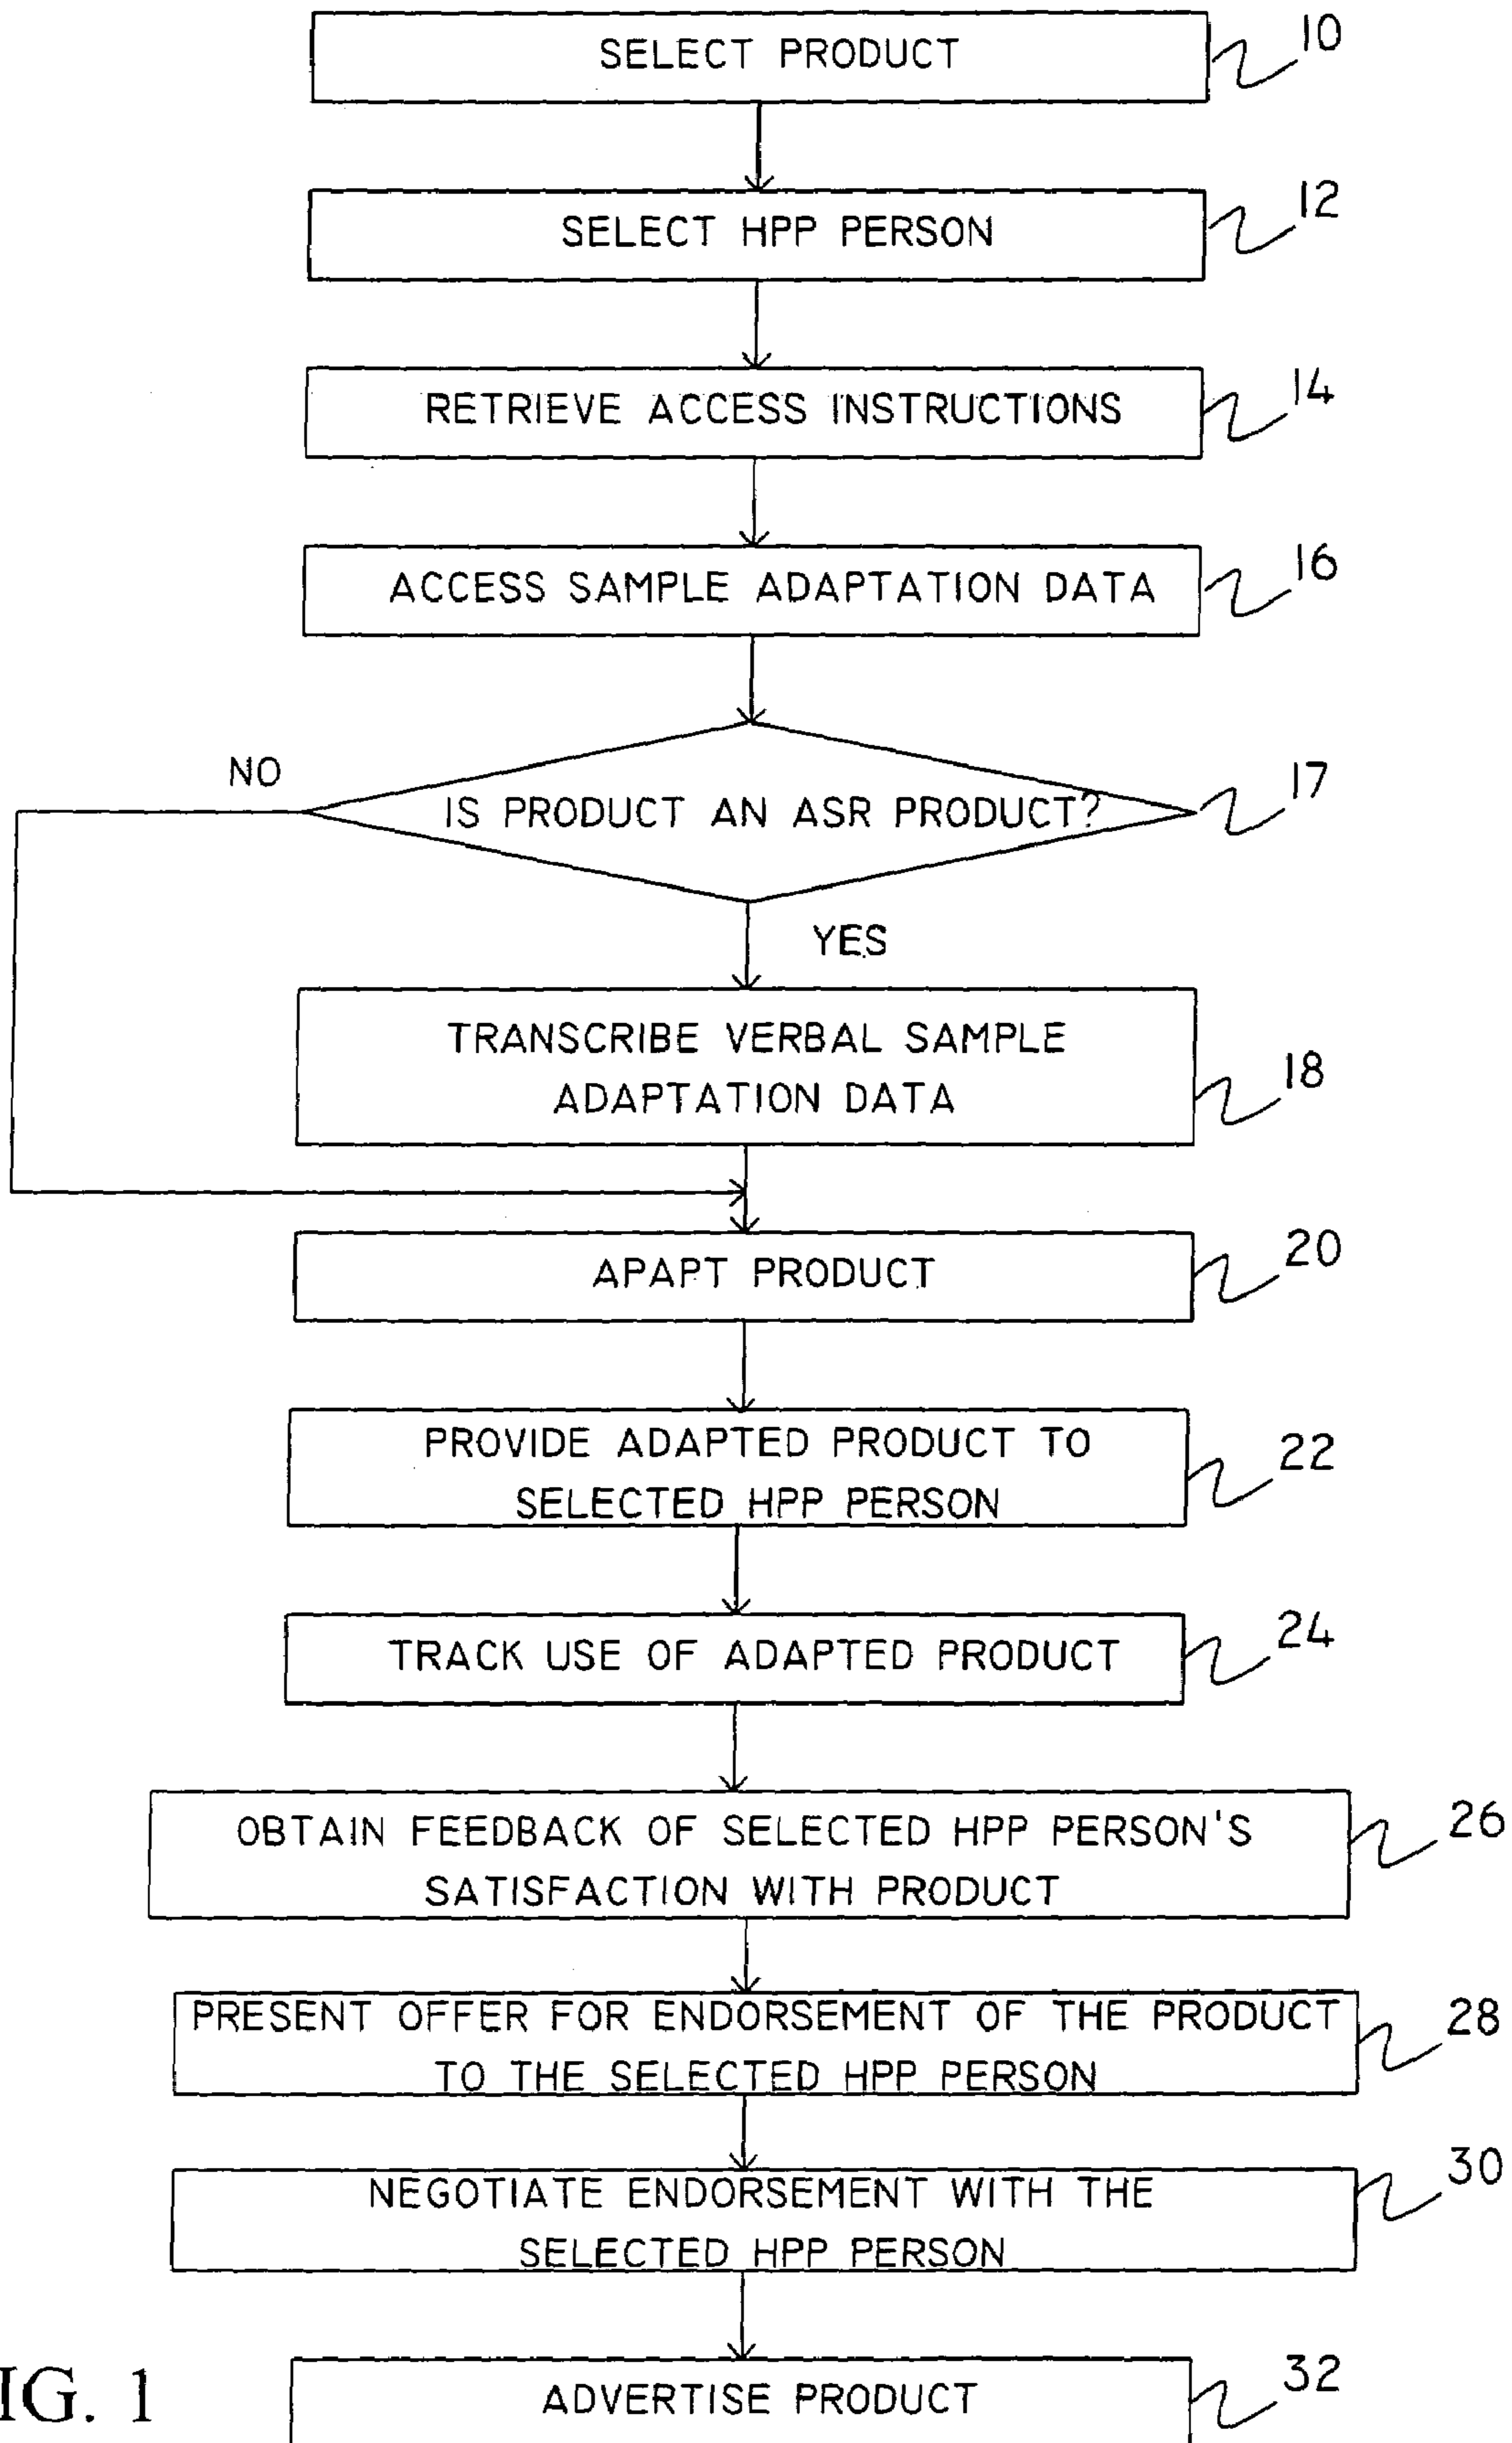 SELECT PRODUCT
10
SELECT HPP PERSON
12
RETRIEVE ACCESS INSTRUCTIONS
14
ACCESS SAMPLE ADAPTATION DATA
16
NO
IS PRODUCT AN ASR PRODUCT?
17
YES
TRANSCRIBE VERBAL SAMPLE
ADAPTATION DATA
18
APAPT PRODUCT
20
PROVIDE ADAPTED PRODUCT TO
SELECTED HPP PERSON
22
TRACK USE OF ADAPTED PRODUCT
24
OBTAIN FEEDBACK OF SELECTED HPP PERSON'S
SATISFACTION WITH PRODUCT
26
PRESENT OFFER FOR ENDORSEMENT OF THE PRODUCT
TO THE SELECTED HPP PERSON
28
NEGOTIATE ENDORSEMENT WITH THE
SELECTED HPP PERSON
30
ADVERTISE PRODUCT
32
IG. 1